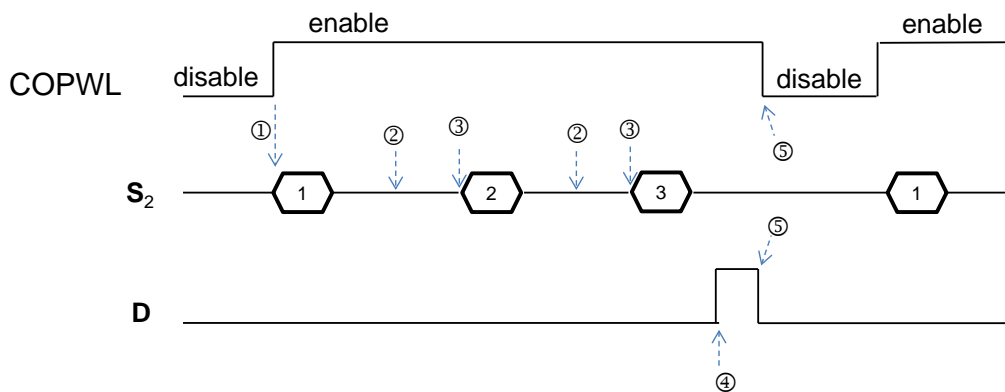 enable
enable
COPWL
disable
disable
①
②
③
②
③
⑤
S₂
1
2
3
1
⑤
D
④